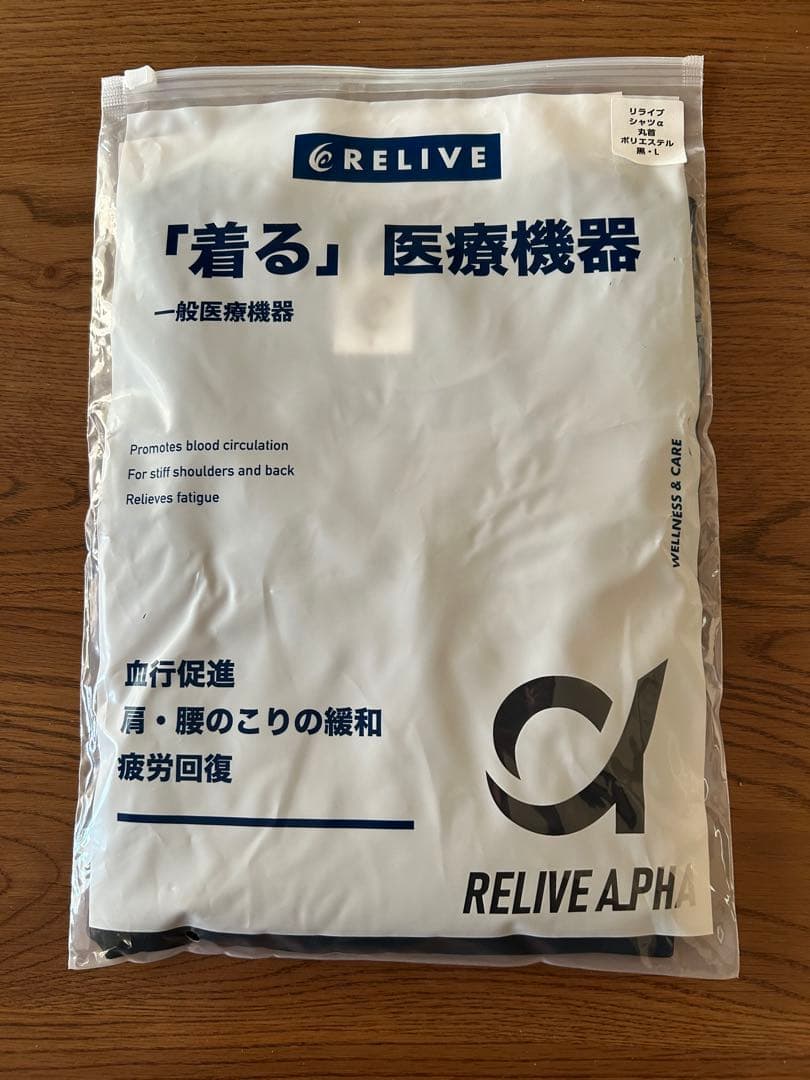 リライブ
シャツα
丸首
ポリエステル
黒・L
RELIVE
「着る」医療機器
一般医療機器
Promotes blood circulation
For stiff shoulders and back
Relieves fatigue
WELLNESS & CARE
血行促進
肩・腰のこりの緩和
疲労回復
α
RELIVE ALPHA